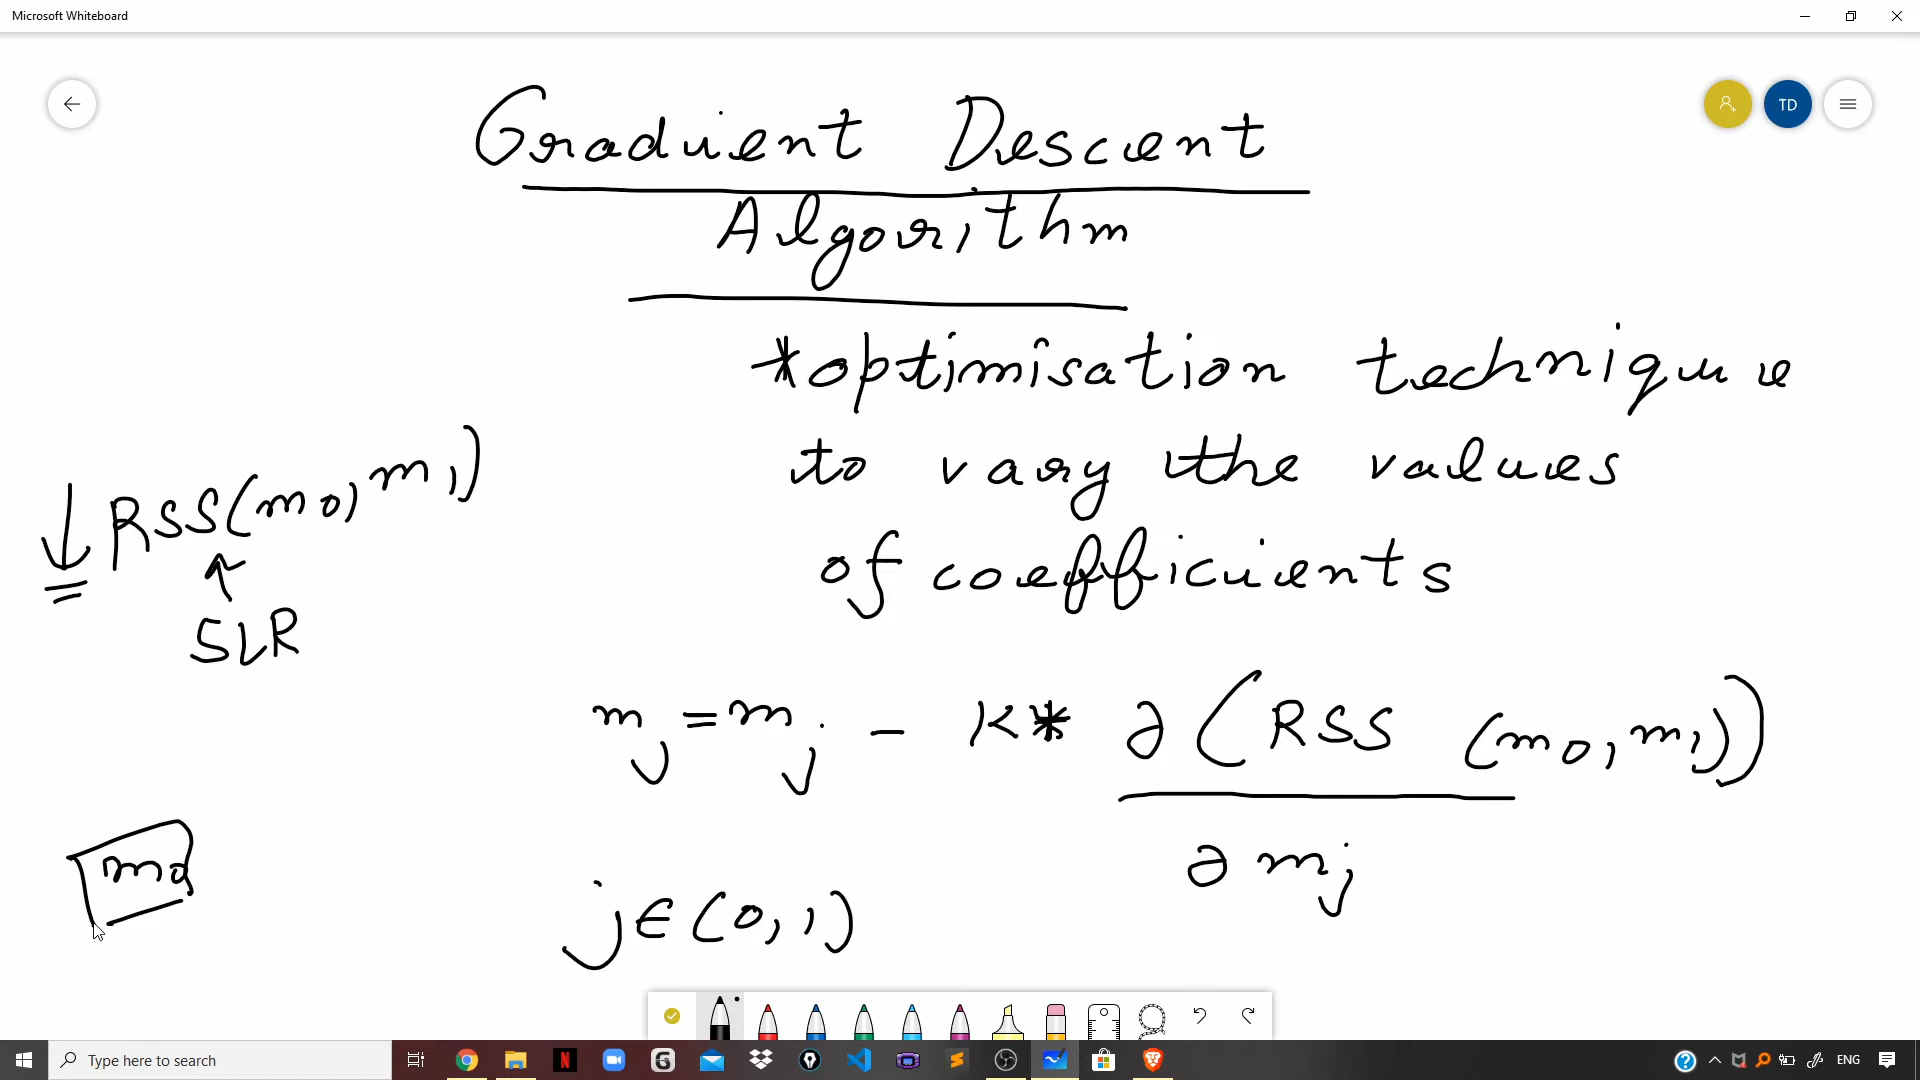 Microsoft Whiteboard
TD
Gradient Descent
Algorithm
*optimisation technique
to vary the values
of coefficients
↓ RSS(m0, m1)
↑
SLR
mj = mj - K* ∂(RSS (m0, m1))
∂mj
m0
j∈(0,1)
Type here to search
ENG